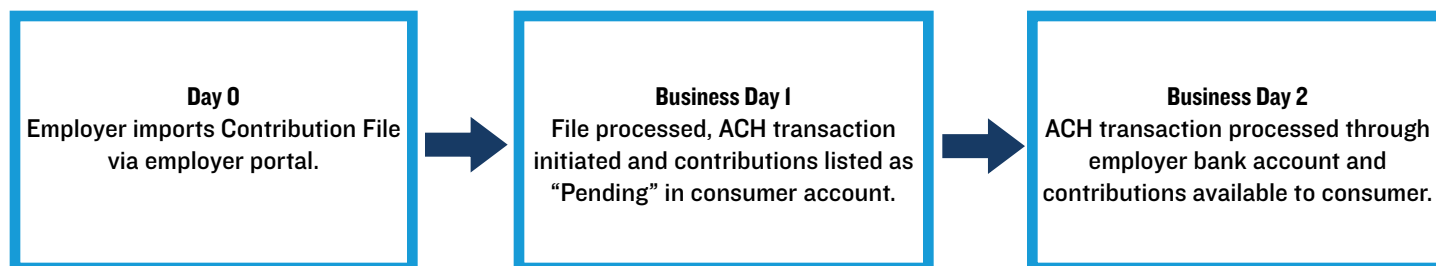 Day 0
Employer imports Contribution File
via employer portal.
Business Day 1
File processed, ACH transaction
initiated and contributions listed as
“Pending” in consumer account.
Business Day 2
ACH transaction processed through
employer bank account and
contributions available to consumer.